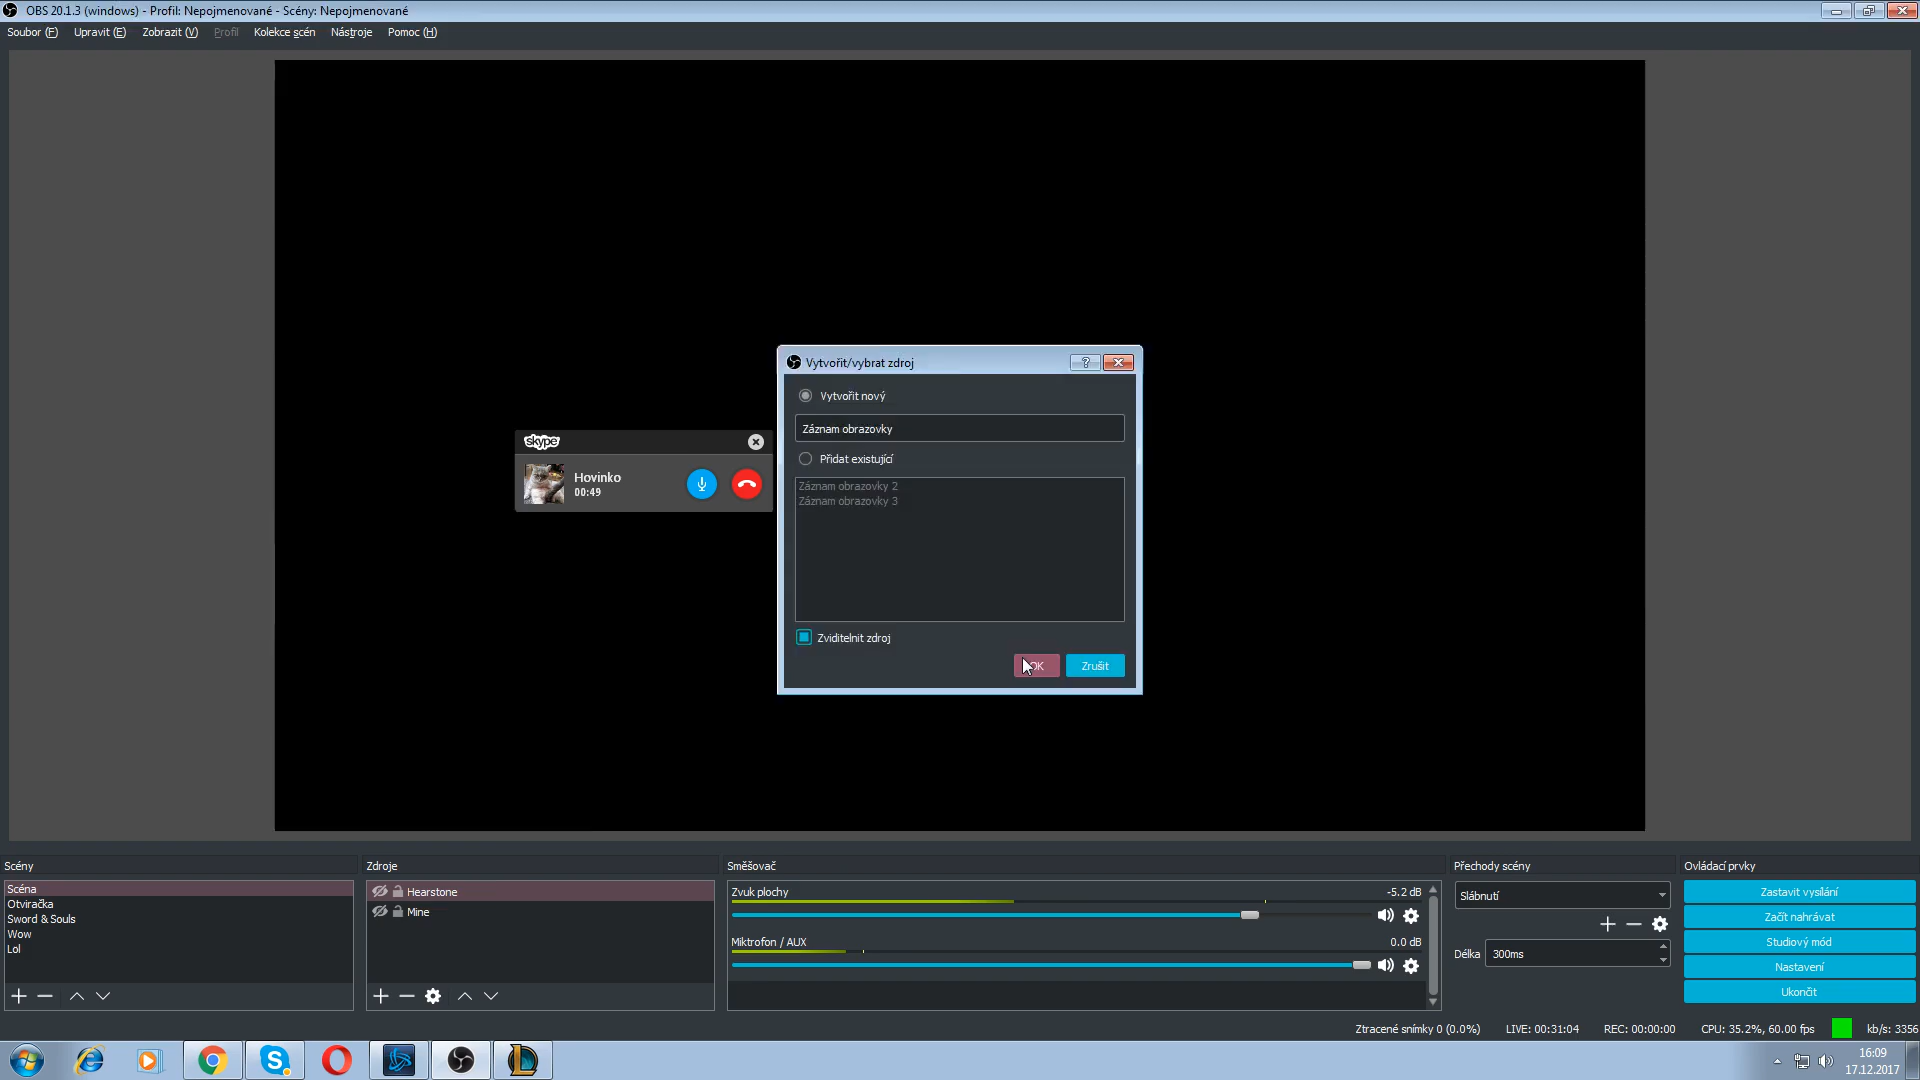 OBS 20.1.3 (windows) - Profil: Nepojmenované - Scény: Nepojmenované
Soubor (F) Upravit (E) Zobrazit (V) Profil Kolekce scén Nástroje Pomoc (H)
Vytvořit/vybrat zdroj
Vytvořit nový
Záznam obrazovky
Přidat existující
Záznam obrazovky 2
Záznam obrazovky 3
Zviditelnit zdroj
OK Zrušit
skype
Hovinko
00:49
Scény
Scéna
Otviračka
Sword & Souls
Wow
Lol
Zdroje
Hearstone
Mine
Směšovač
Zvuk plochy -5.2 dB
Miktrofon / AUX 0.0 dB
Přechody scény
Slábnutí
Délka 300ms
Ovládací prvky
Zastavit vysílání
Začít nahrávat
Studiový mód
Nastavení
Ukončit
Ztracené snímky 0 (0.0%) LIVE: 00:31:04 REC: 00:00:00 CPU: 35.2%, 60.00 fps kb/s: 3356
16:09
17.12.2017